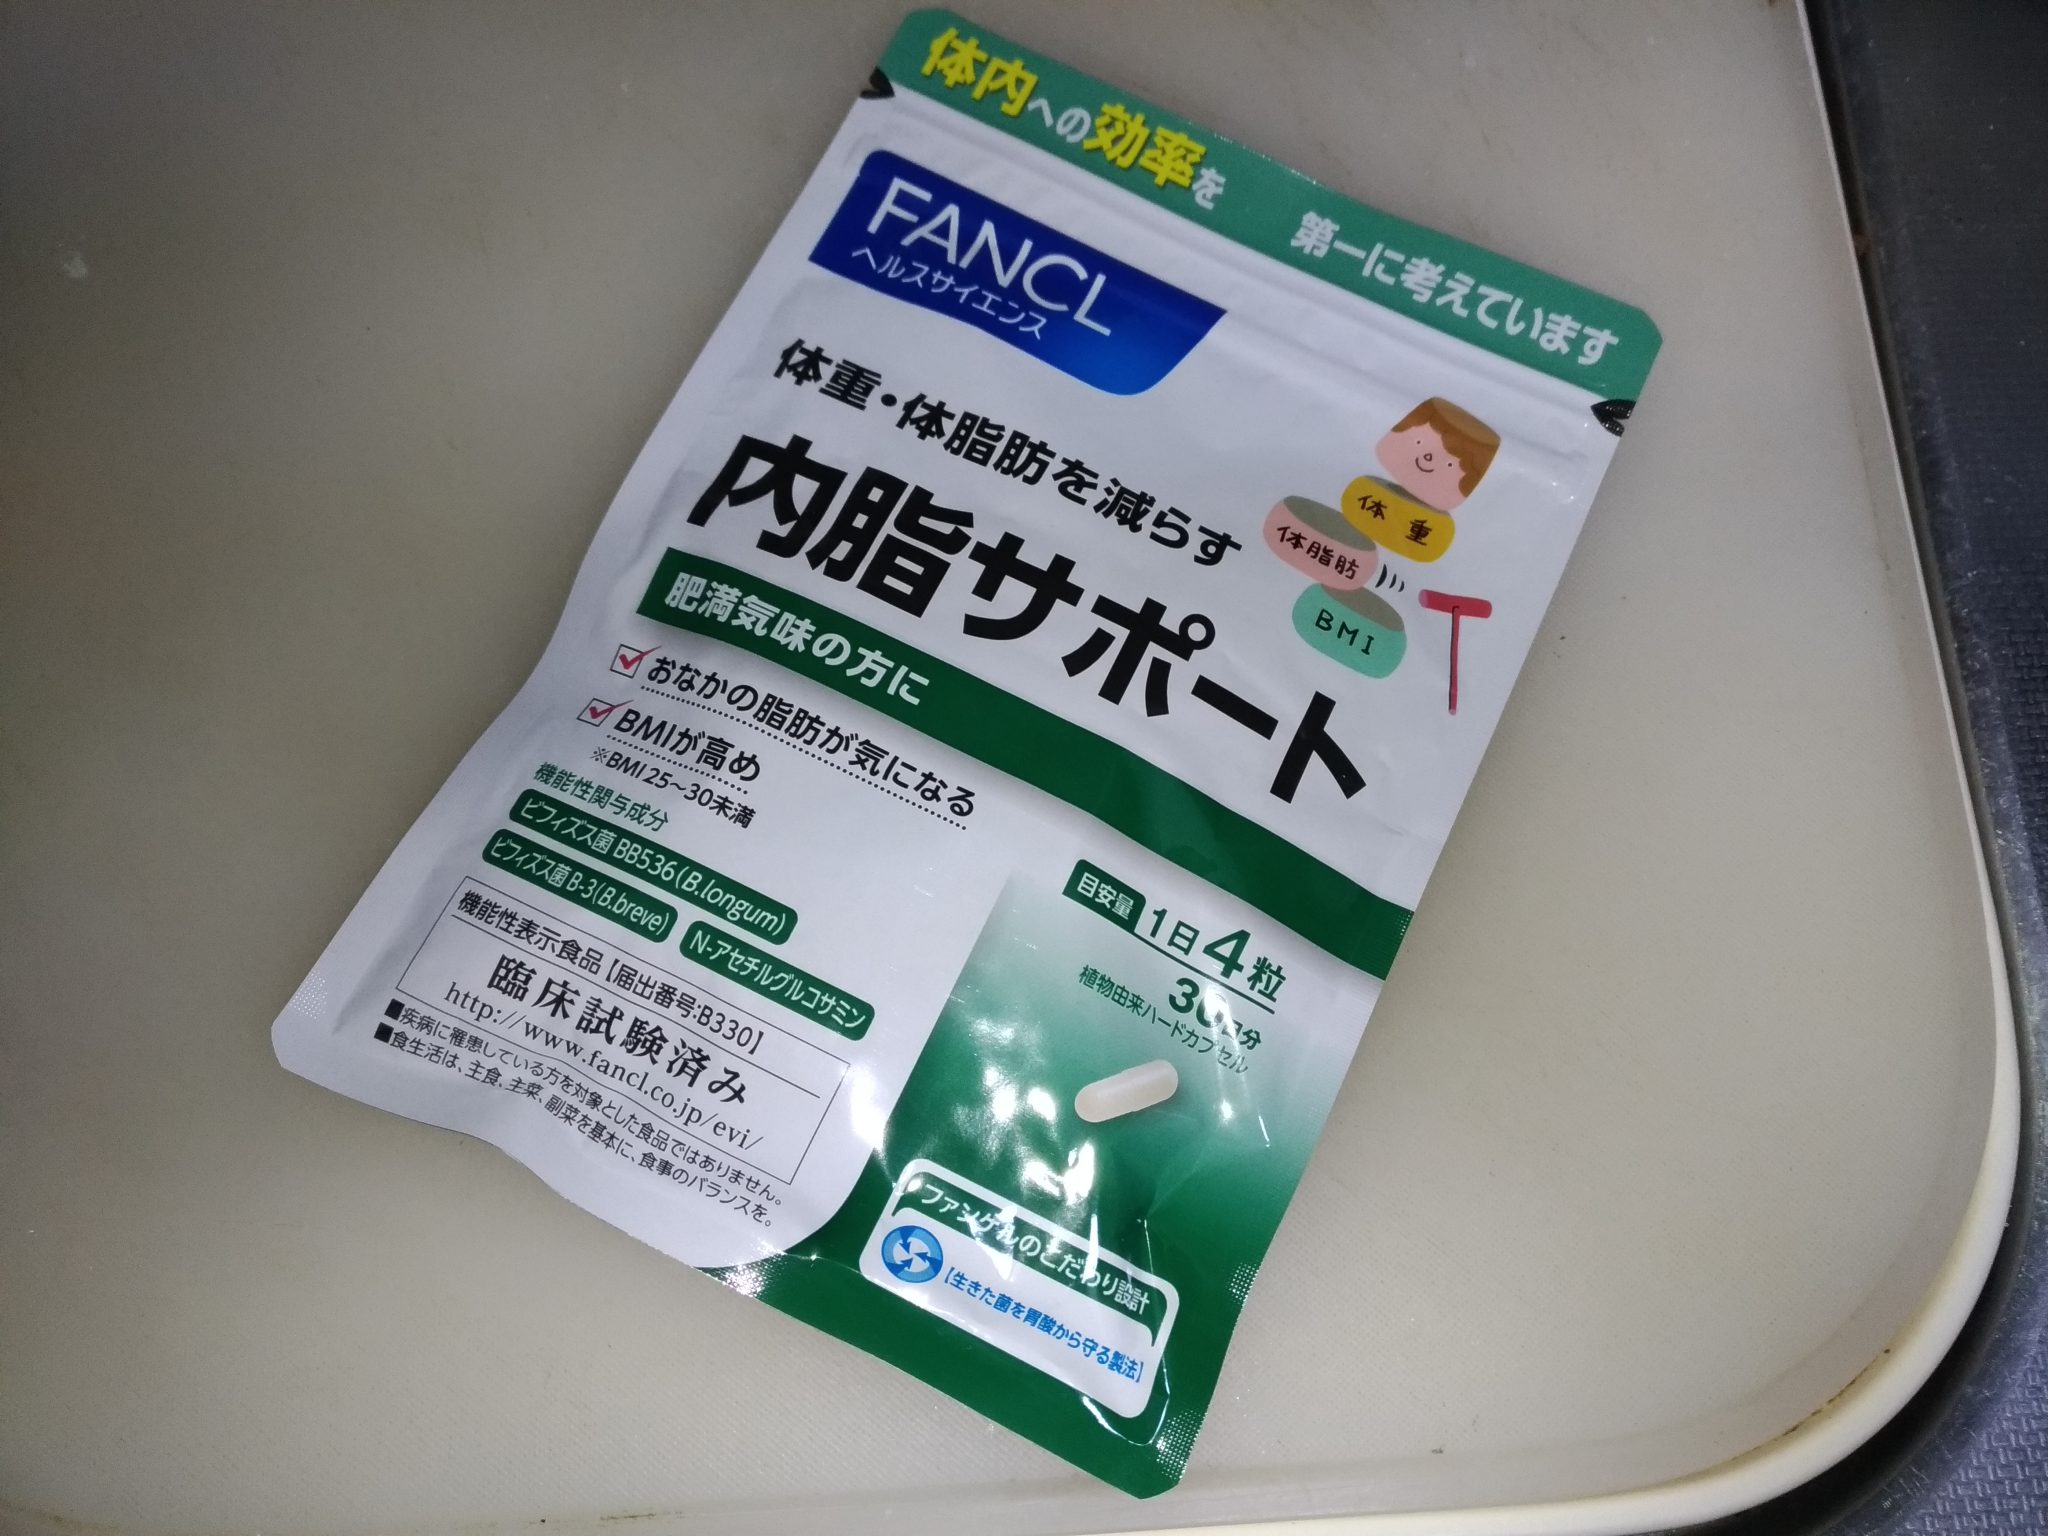 体内への効率を 第一に考えています
FANCL
ヘルスサイエンス
体重・体脂肪を減らす
内脂サポート
体重
体脂肪
BMI
肥満気味の方に
おなかの脂肪が気になる
BMIが高め
※BMI 25～30未満
機能性関与成分
ビフィズス菌 BB536 (B.longum)
ビフィズス菌 B-3 (B.breve)
N-アセチルグルコサミン
機能性表示食品【届出番号:B330】
臨床試験済み
http://www.fancl.co.jp/evi/
■疾病に罹患している方を対象とした食品ではありません。
■食生活は、主食、主菜、副菜を基本に、食事のバランスを。
目安量 1日4粒
30日分
植物由来ハードカプセル
ファンケルのこだわり設計
【生きた菌を胃酸から守る製法】